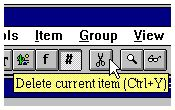 ols Item Group View
f #
Delete current item (Ctrl+Y)